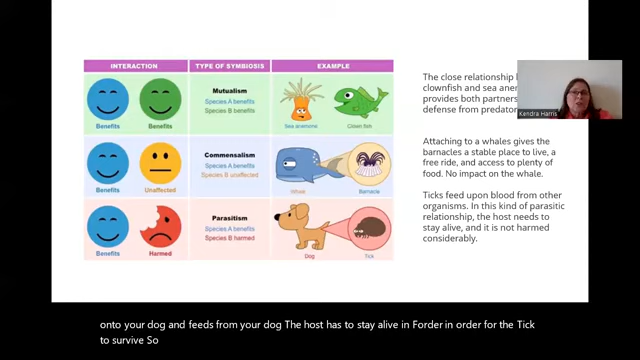 INTERACTION TYPE OF SYMBIOSIS EXAMPLE
Mutualism
Species A benefits
Species B benefits
Benefits Benefits Sea anemone Clown fish
Commensalism
Species A benefits
Species B unaffected
Benefits Unaffected Whale Barnacle
Parasitism
Species A benefits
Species B harmed
Benefits Harmed Dog Tick
The close relationship
clownfish and sea
provides both partners
defense from
Kendra Harris
Attaching to a whales gives the
barnacles a stable place to live, a
free ride, and access to plenty of
food. No impact on the whale.
Ticks feed upon blood from other
organisms. In this kind of parasitic
relationship, the host needs to
stay alive, and it is not harmed
considerably.
onto your dog and feeds from your dog The host has to stay alive in Forder in order for the Tick
to survive So